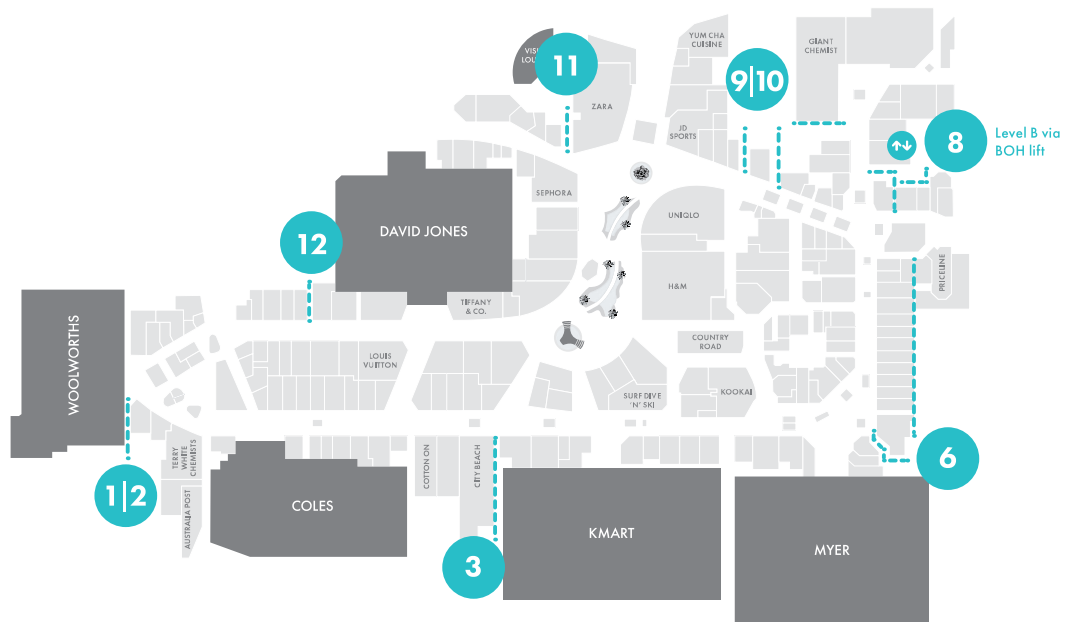 YUM CHA
CUISINE
GIANT
CHEMIST
11
9|10
ZARA
JD
SPORTS
8
Level B via
BOH lift
SEPHORA
UNIQLO
DAVID JONES
12
PRICELINE
H&M
TIFFANY
& CO.
WOOLWORTHS
COUNTRY
ROAD
LOUIS
VUITTON
KOOKAI
SURF DIVE
'N' SKI
TERRY
WHITE
CHEMISTS
COTTON ON
CITY BEACH
6
1|2
AUSTRALIA POST
COLES
KMART
MYER
3